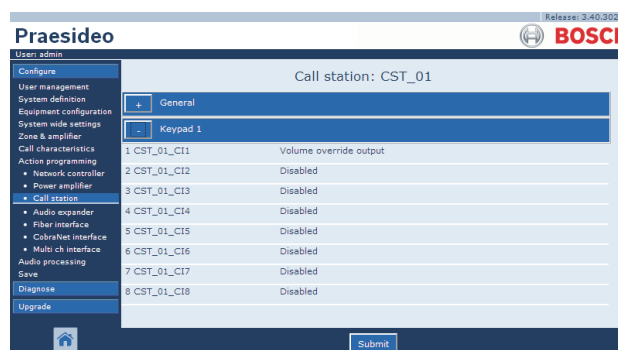 Release: 3.40.302
Praesideo
BOSC
User: admin
Configure
User management
System definition
Equipment configuration
System wide settings
Zone & amplifier
Call characteristics
Action programming
• Network controller
• Power amplifier
• Call station
• Audio expander
• Fiber interface
• CobraNet interface
• Multi ch interface
Audio processing
Save
Diagnose
Upgrade
Call station: CST_01
+ General
- Keypad 1
1 CST_01_CI1 Volume override output
2 CST_01_CI2 Disabled
3 CST_01_CI3 Disabled
4 CST_01_CI4 Disabled
5 CST_01_CI5 Disabled
6 CST_01_CI6 Disabled
7 CST_01_CI7 Disabled
8 CST_01_CI8 Disabled
Submit